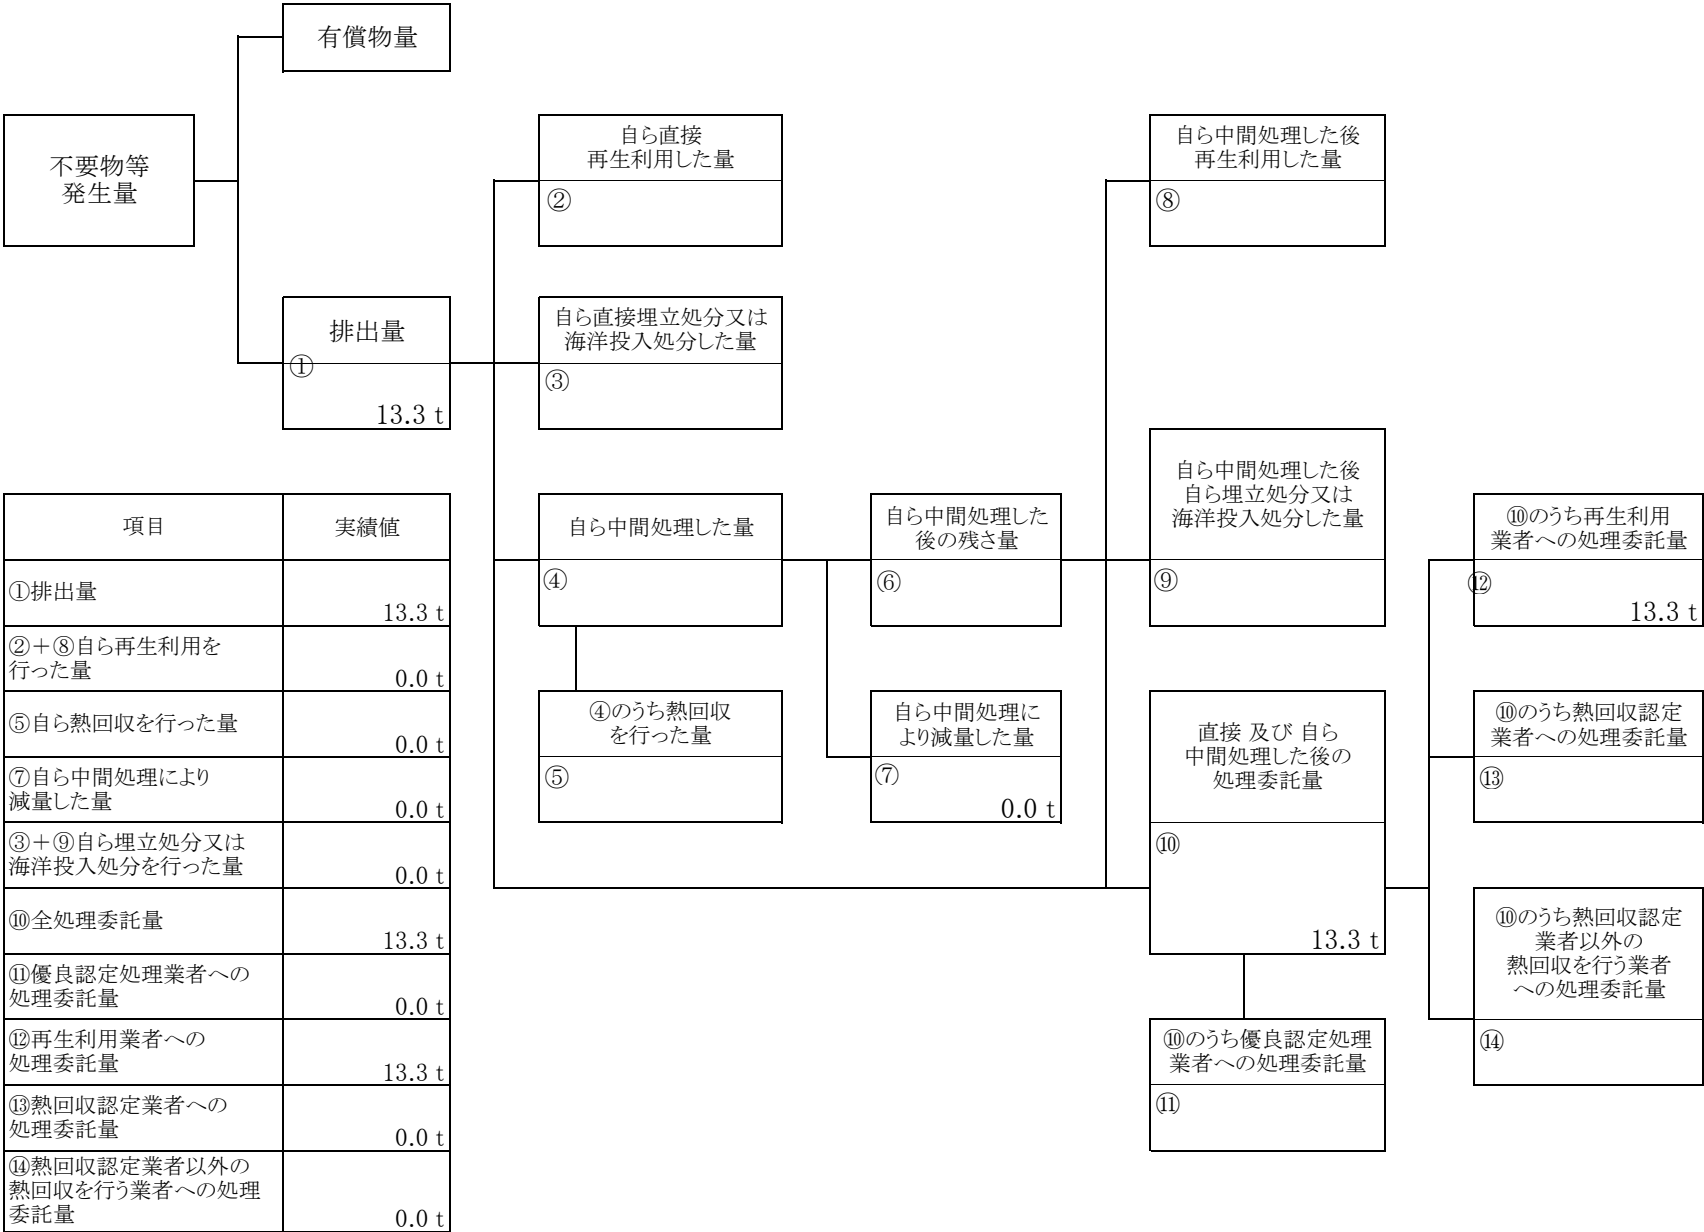 有償物量
不要物等
発生量
自ら直接
再生利用した量
②
自ら中間処理した後
再生利用した量
⑧
排出量
①
13.3 t
自ら直接埋立処分又は
海洋投入処分した量
③
自ら中間処理した量
④
自ら中間処理した
後の残さ量
⑥
自ら中間処理した後
自ら埋立処分又は
海洋投入処分した量
⑨
⑩のうち再生利用
業者への処理委託量
⑫
13.3 t
④のうち熱回収
を行った量
⑤
自ら中間処理に
より減量した量
⑦
0.0 t
直接 及び 自ら
中間処理した後の
処理委託量
⑩
13.3 t
⑩のうち熱回収認定
業者への処理委託量
⑬
⑩のうち熱回収認定
業者以外の
熱回収を行う業者
への処理委託量
⑭
⑩のうち優良認定処理
業者への処理委託量
⑪
項目 実績値
①排出量
13.3 t
②+⑧自ら再生利用を
行った量
0.0 t
⑤自ら熱回収を行った量
0.0 t
⑦自ら中間処理により
減量した量
0.0 t
③+⑨自ら埋立処分又は
海洋投入処分を行った量
0.0 t
⑩全処理委託量
13.3 t
⑪優良認定処理業者への
処理委託量
0.0 t
⑫再生利用業者への
処理委託量
13.3 t
⑬熱回収認定業者への
処理委託量
0.0 t
⑭熱回収認定業者以外の
熱回収を行う業者への処理
委託量
0.0 t